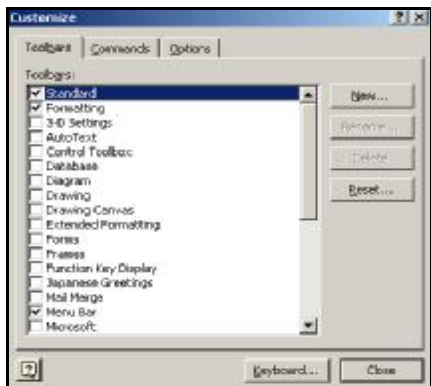 Customize
Toolbars Commands Options
Toolbars:
Standard
Formatting
3-D Settings
AutoText
Control Toolbox
Database
Diagram
Drawing
Drawing Canvas
Extended Formatting
Forms
Frames
Function Key Display
Japanese Greetings
Mail Merge
Menu Bar
Microsoft
New...
Rename...
Delete
Reset...
Keyboard...
Close